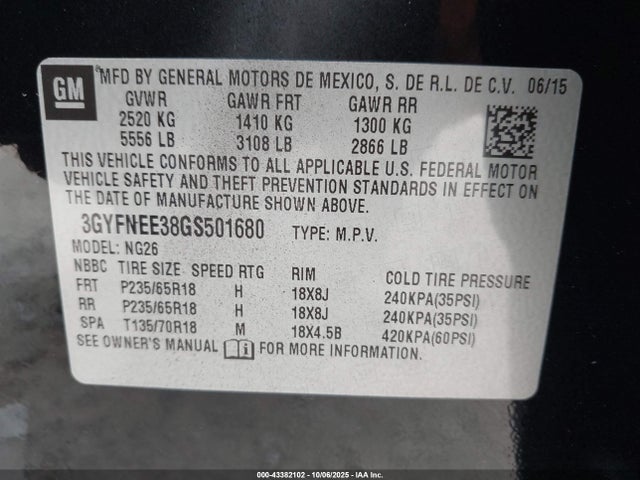 GM ®MFD BY GENERAL MOTORS DE MEXICO, S. DE R.L. DE C.V. 06/15
GVWR GAWR FRT GAWR RR
2520 KG 1410 KG 1300 KG
5556 LB 3108 LB 2866 LB
THIS VEHICLE CONFORMS TO ALL APPLICABLE U.S. FEDERAL MOTOR
VEHICLE SAFETY AND THEFT PREVENTION STANDARDS IN EFFECT ON
THE DATE OF MANUFACTURE SHOWN ABOVE.
3GYFNEE38GS501680 TYPE: M.P.V.
MODEL: NG26
NBBC TIRE SIZE SPEED RTG RIM COLD TIRE PRESSURE
FRT P235/65R18 H 18X8J 240KPA(35PSI)
RR P235/65R18 H 18X8J 240KPA(35PSI)
SPA T135/70R18 M 18X4.5B 420KPA(60PSI)
SEE OWNER'S MANUAL FOR MORE INFORMATION.
000-43382102 - 10/06/2025 - IAA Inc.